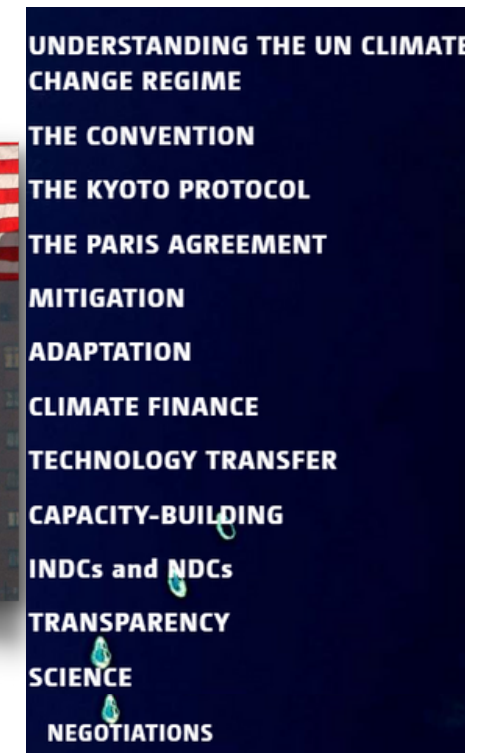 UNDERSTANDING THE UN CLIMATE
CHANGE REGIME
THE CONVENTION
THE KYOTO PROTOCOL
THE PARIS AGREEMENT
MITIGATION
ADAPTATION
CLIMATE FINANCE
TECHNOLOGY TRANSFER
CAPACITY-BUILDING
INDCs and NDCs
TRANSPARENCY
SCIENCE
NEGOTIATIONS